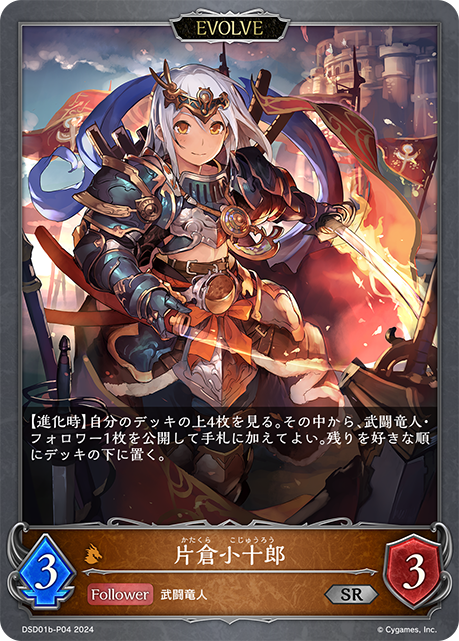 EVOLVE
【進化時】自分のデッキの上4枚を見る。その中から、武闘竜人・
フォロワー1枚を公開して手札に加えてよい。残りを好きな順
にデッキの下に置く。
かたくら こじゅうろう
片倉小十郎
3
3
Follower 武闘竜人
SR
DSD01b-P04 2024
© Cygames, Inc.